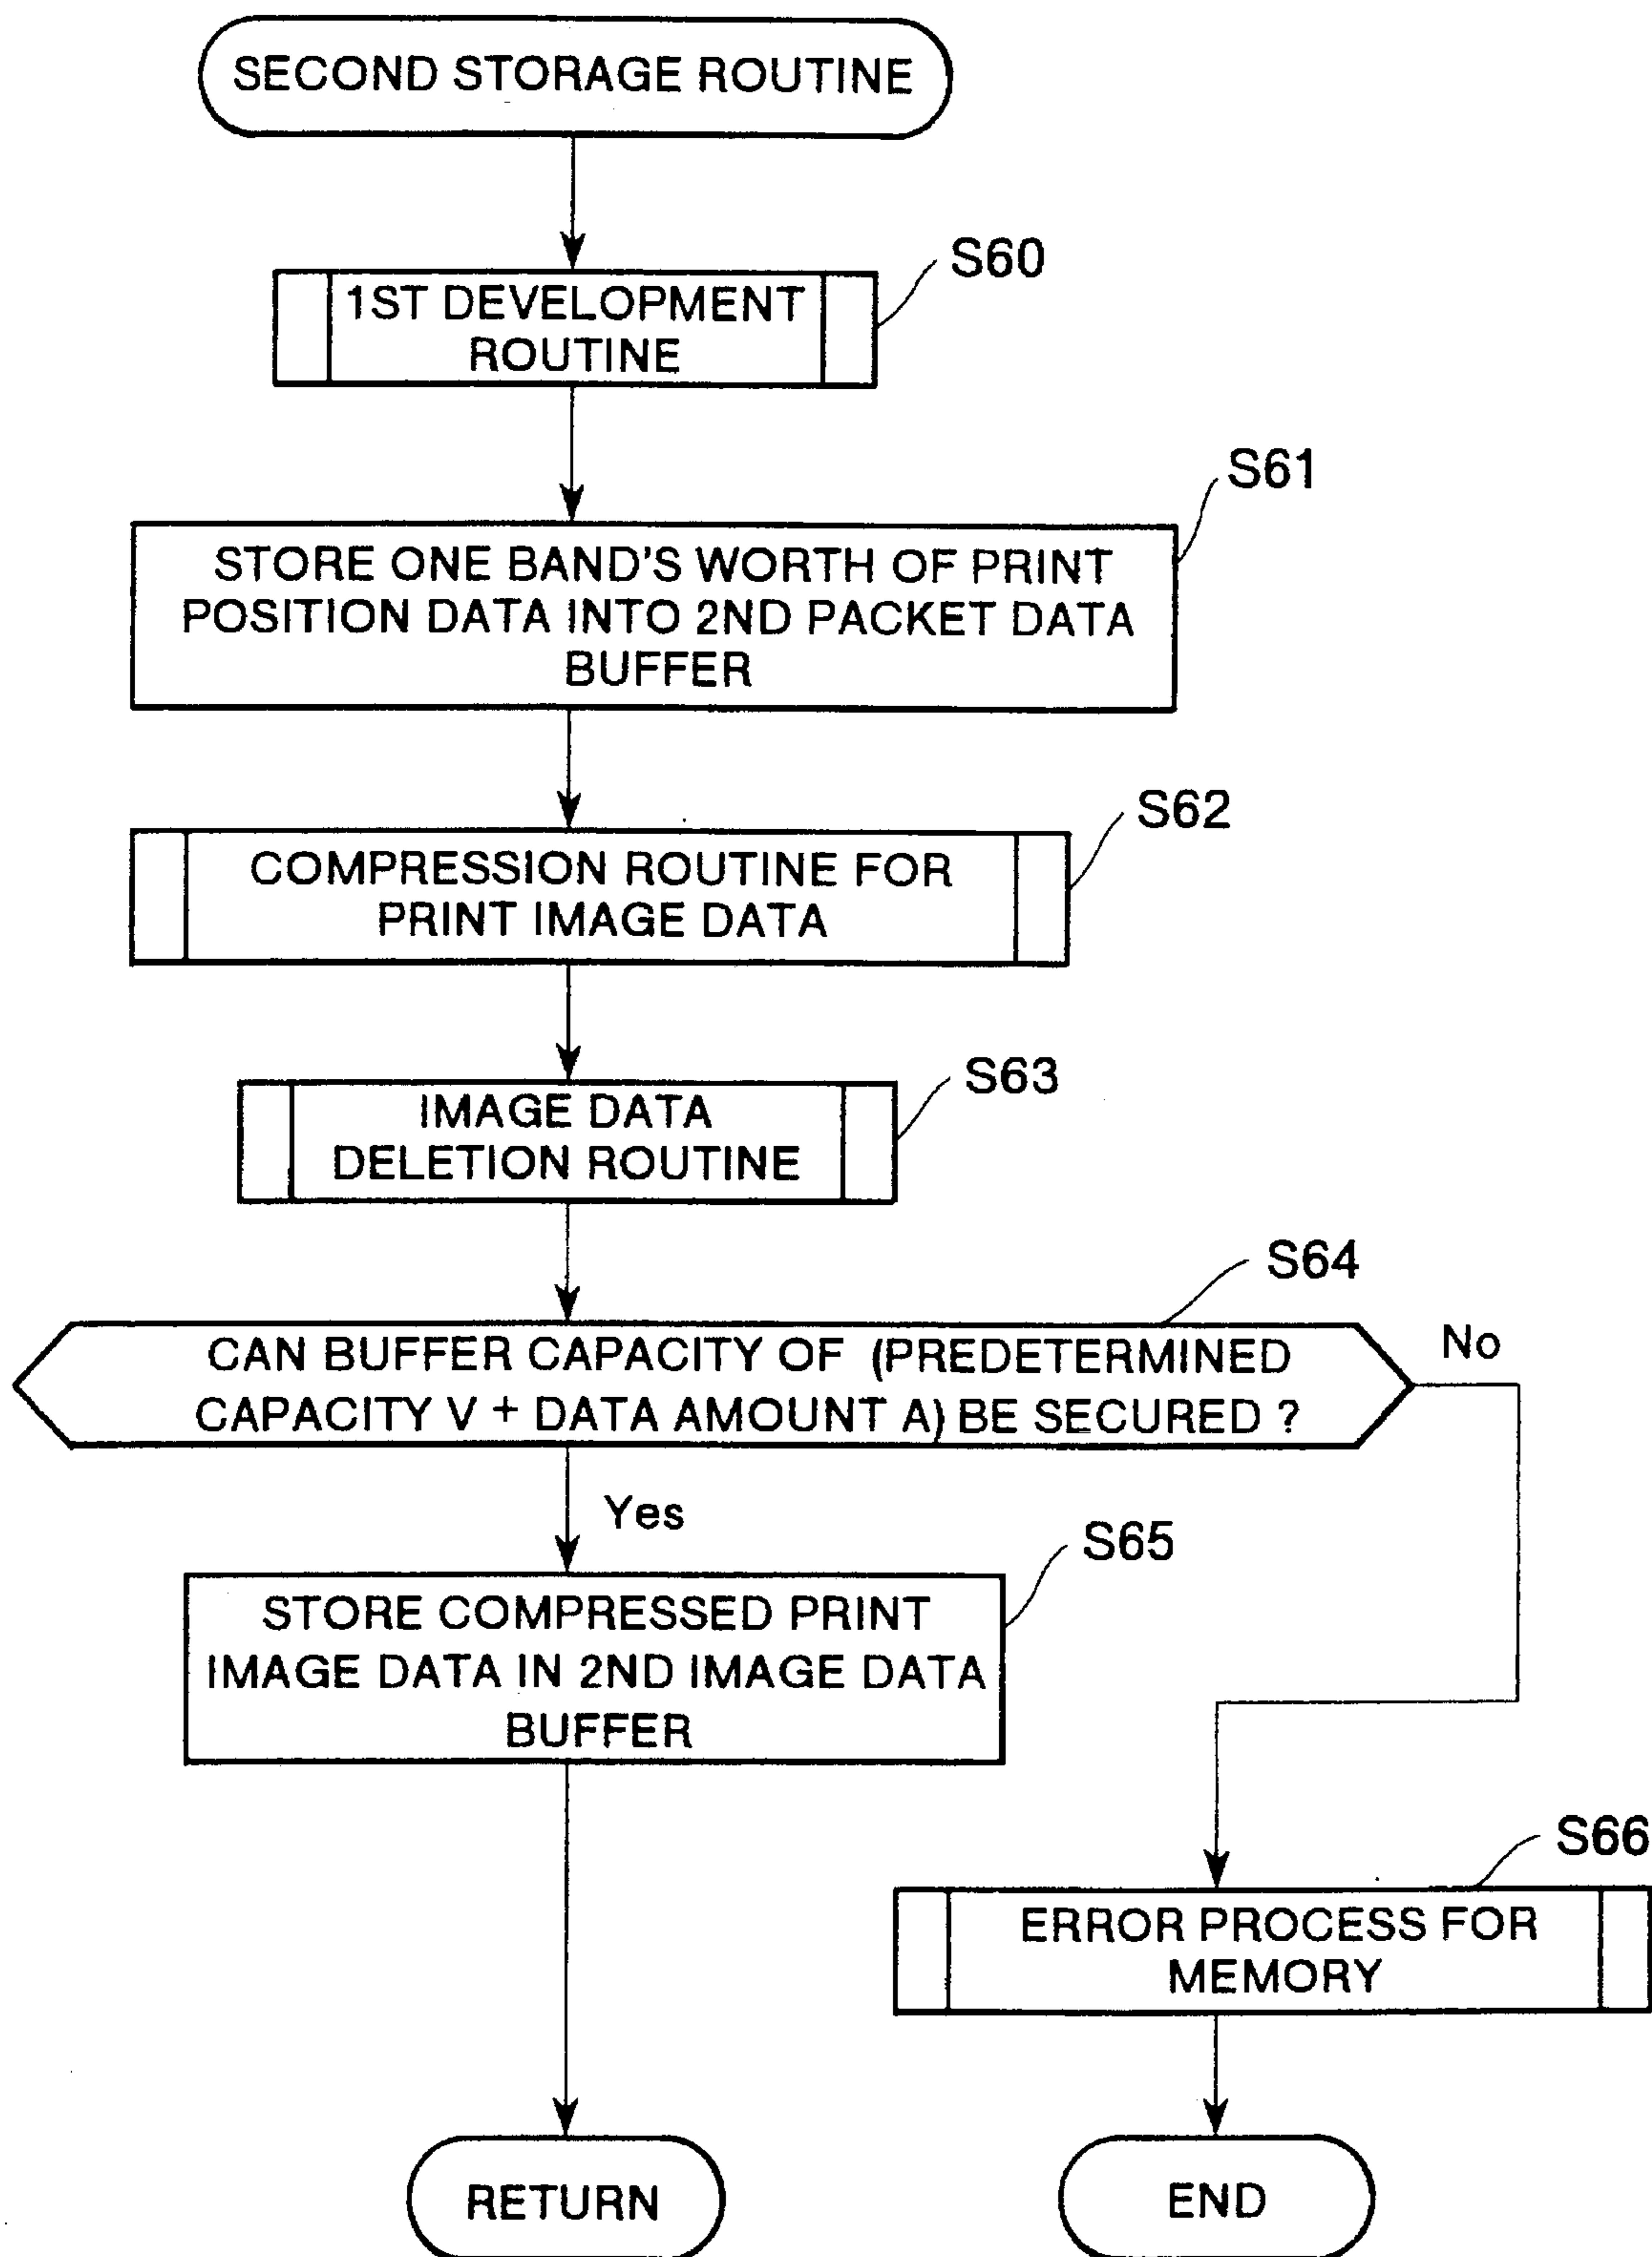 SECOND STORAGE ROUTINE
S60
1ST DEVELOPMENT
ROUTINE
S61
STORE ONE BAND'S WORTH OF PRINT
POSITION DATA INTO 2ND PACKET DATA
BUFFER
S62
COMPRESSION ROUTINE FOR
PRINT IMAGE DATA
S63
IMAGE DATA
DELETION ROUTINE
S64
CAN BUFFER CAPACITY OF (PREDETERMINED
CAPACITY V + DATA AMOUNT A) BE SECURED ?
No
Yes
S65
STORE COMPRESSED PRINT
IMAGE DATA IN 2ND IMAGE DATA
BUFFER
S66
ERROR PROCESS FOR
MEMORY
RETURN
END